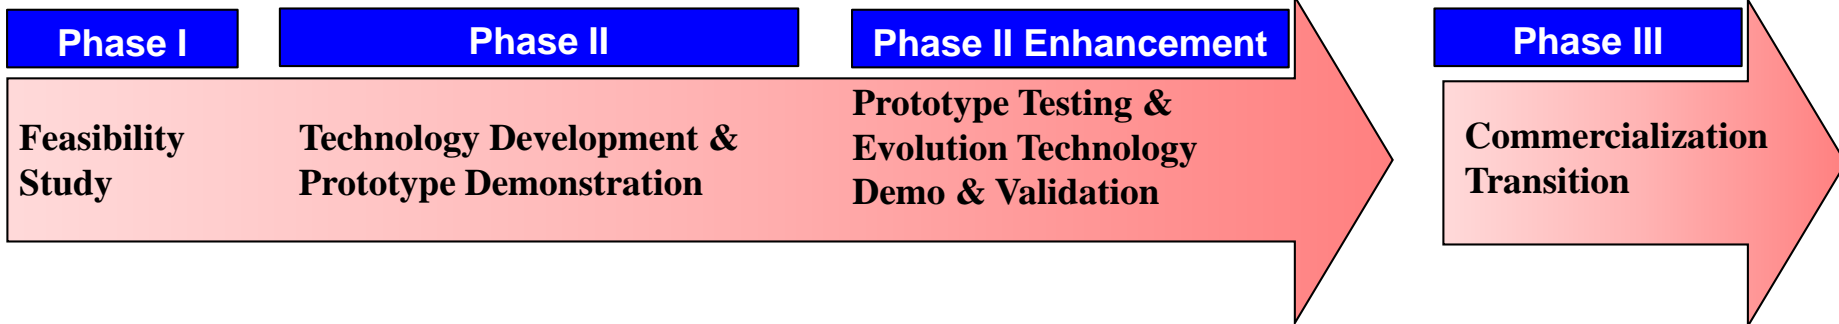 Phase I
Phase II
Phase II Enhancement
Phase III
Feasibility
Study
Technology Development &
Prototype Demonstration
Prototype Testing &
Evolution Technology
Demo & Validation
Commercialization
Transition